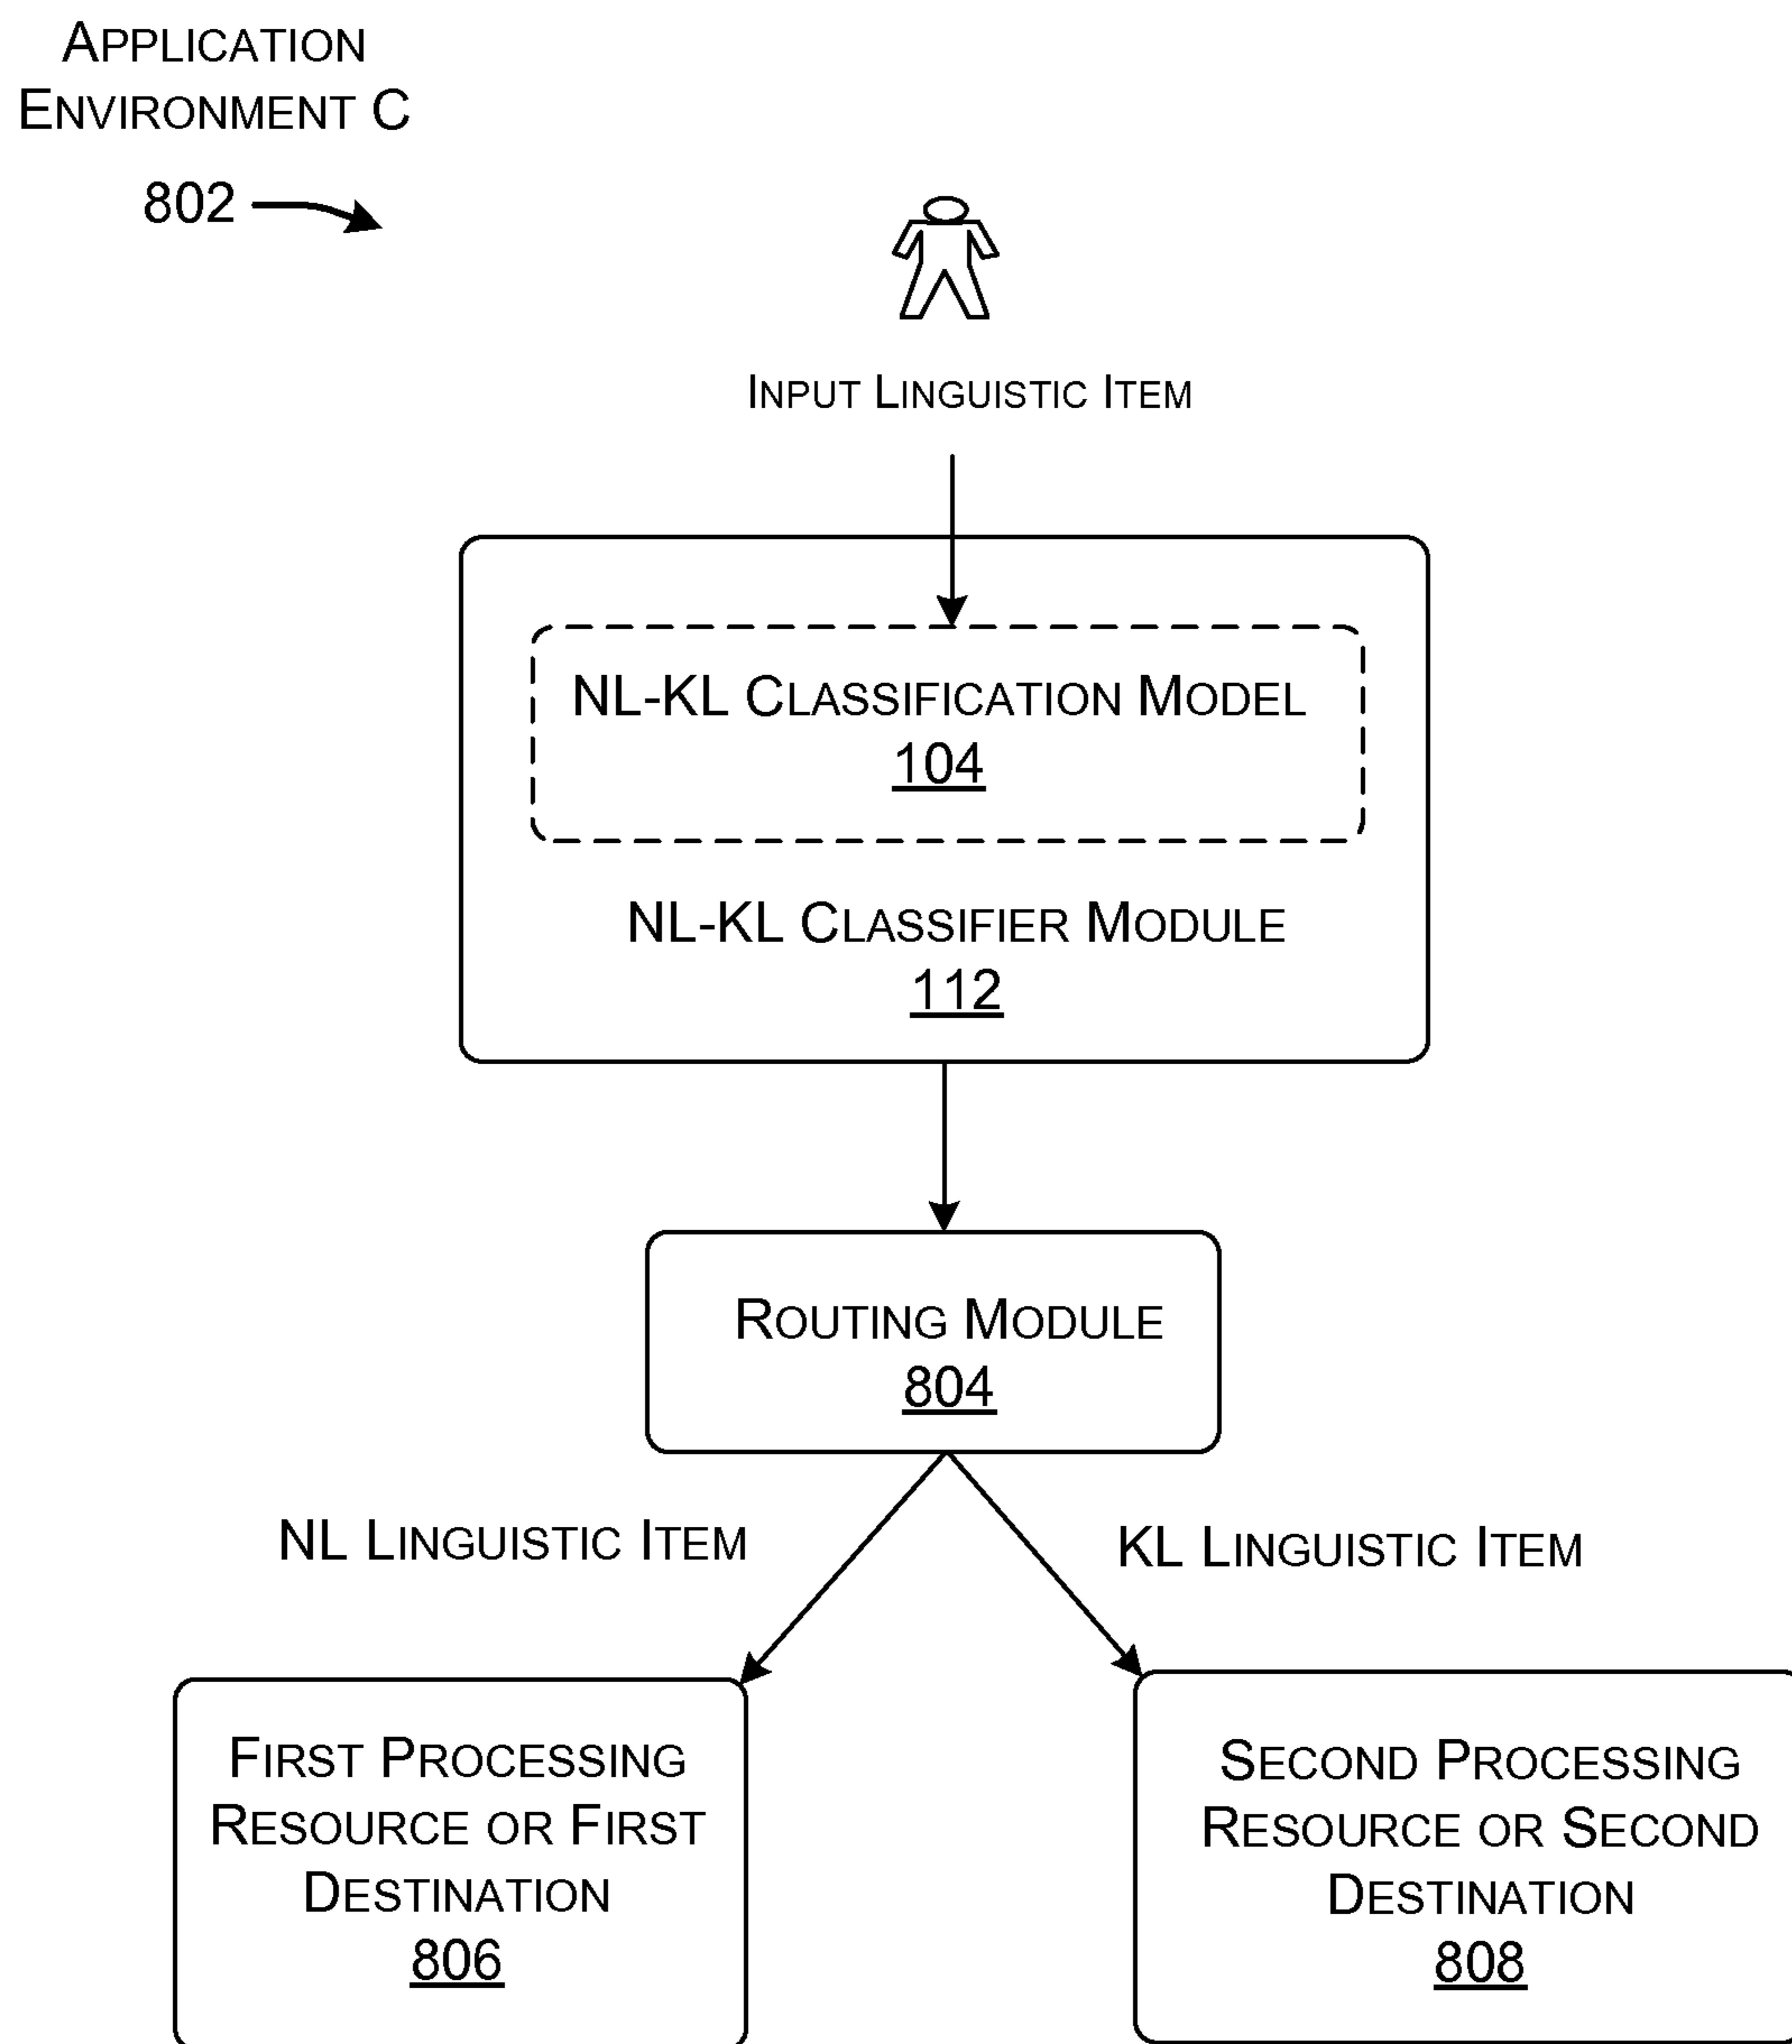 APPLICATION
ENVIRONMENT C
802
INPUT LINGUISTIC ITEM
NL-KL CLASSIFICATION MODEL
104
NL-KL CLASSIFIER MODULE
112
ROUTING MODULE
804
NL LINGUISTIC ITEM
KL LINGUISTIC ITEM
FIRST PROCESSING
RESOURCE OR FIRST
DESTINATION
806
SECOND PROCESSING
RESOURCE OR SECOND
DESTINATION
808